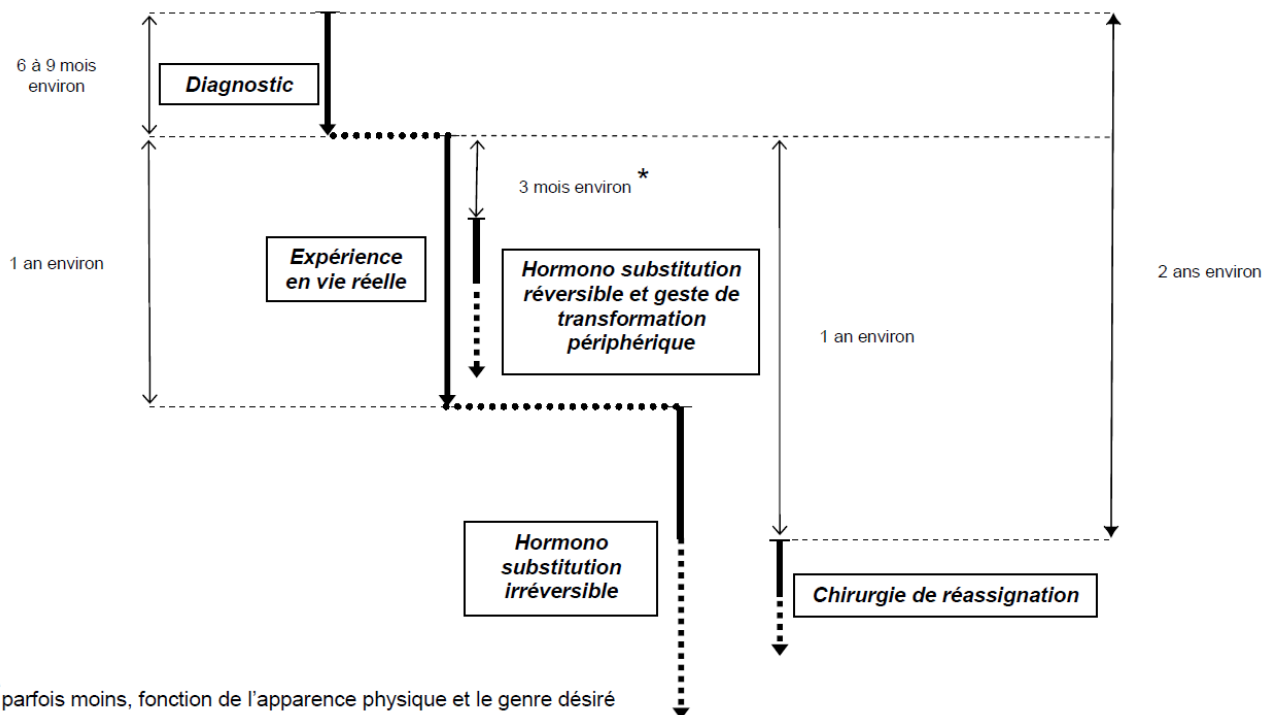 6 à 9 mois
environ
Diagnostic
3 mois environ *
1 an environ
Expérience
en vie réelle
Hormono substitution
réversible et geste de
transformation
périphérique
1 an environ
2 ans environ
Hormono
substitution
irréversible
Chirurgie de réassignation
parfois moins, fonction de l'apparence physique et le genre désiré